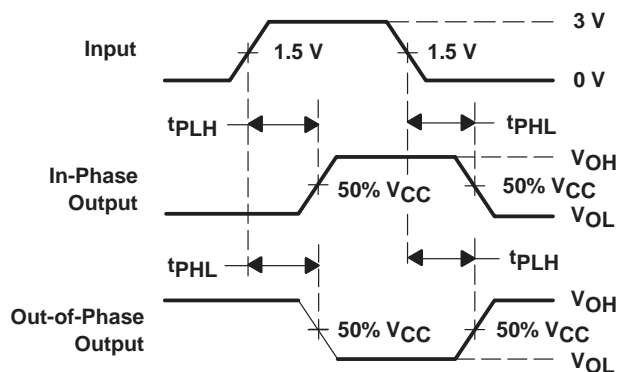 3 V
Input
1.5 V
1.5 V
0 V
tPLH
tPHL
VOH
In-Phase
Output
50% VCC
50% VCC
VOL
tPHL
tPLH
VOH
Out-of-Phase
Output
50% VCC
50% VCC
VOL